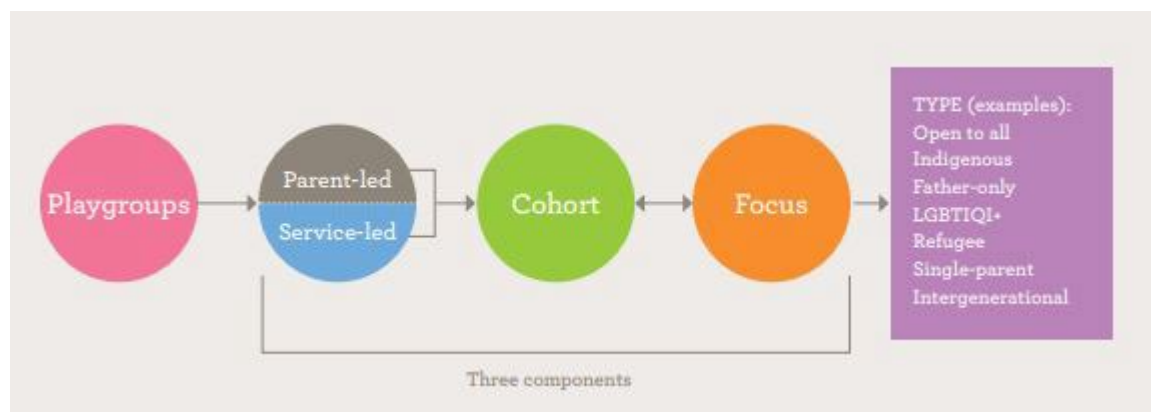 Playgroups
Parent-led
Service-led
Cohort
Focus
TYPE (examples):
Open to all
Indigenous
Father-only
LGBTIQI+
Refugee
Single-parent
Intergenerational
Three components